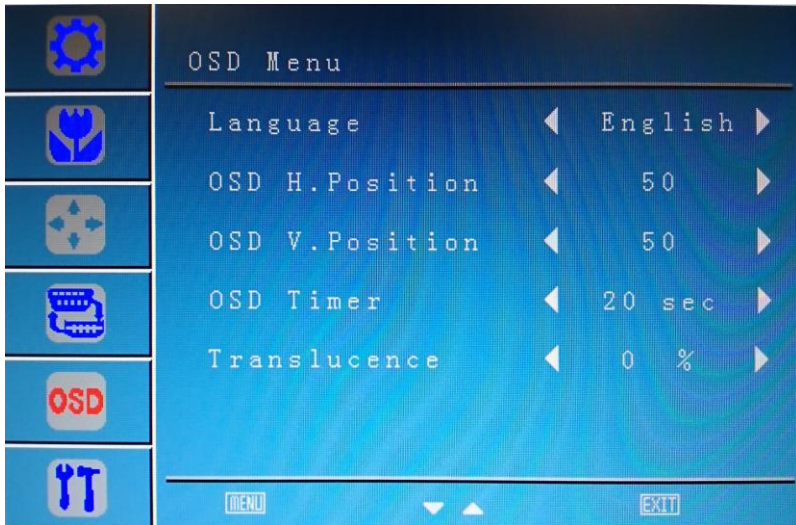 OSD Menu
Language English
OSD H.Position 50
OSD V.Position 50
OSD Timer 20 sec
Translucence 0 %
OSD
MENU EXIT